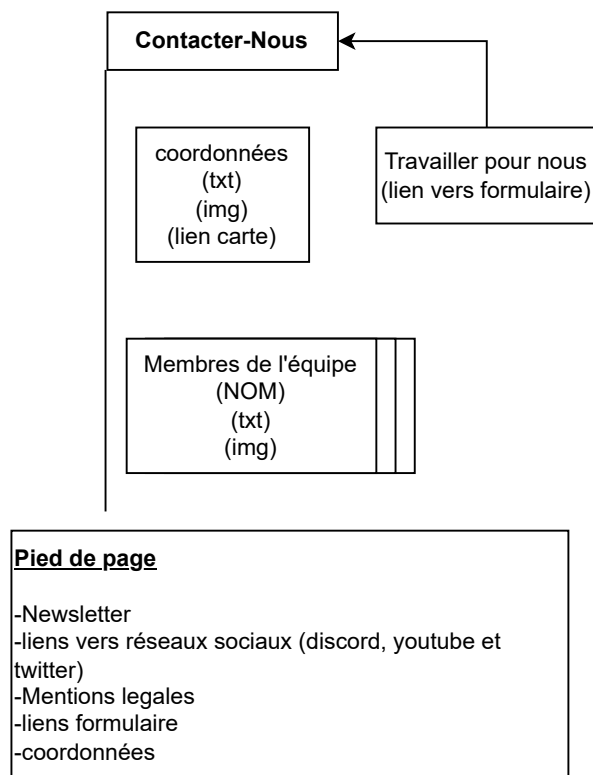 Contacter-Nous
coordonnées
(txt)
(img)
(lien carte)
Travailler pour nous
(lien vers formulaire)
Membres de l'équipe
(NOM)
(txt)
(img)
Pied de page
-Newsletter
-liens vers réseaux sociaux (discord, youtube et
twitter)
-Mentions legales
-liens formulaire
-coordonnées